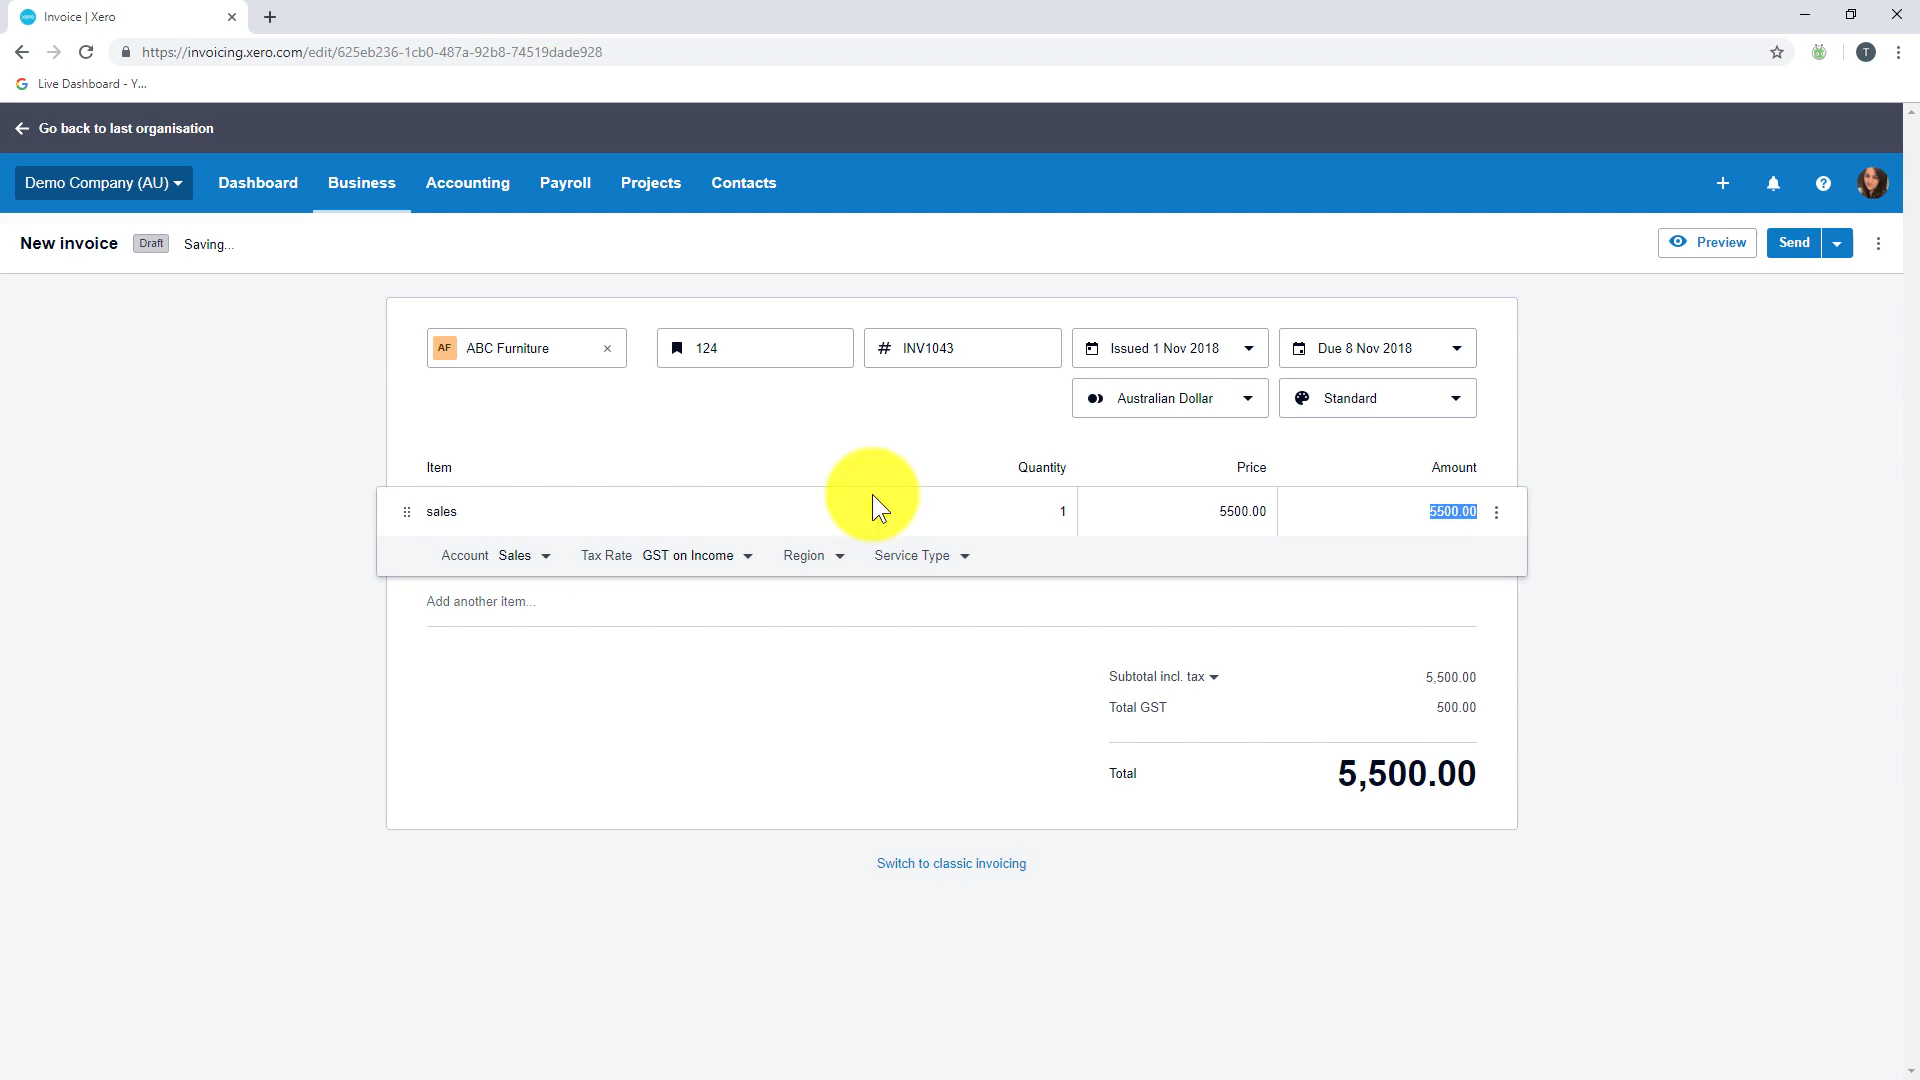 Invoice | Xero
https://invoicing.xero.com/edit/625eb236-1cb0-487a-92b8-74519dade928
T
Live Dashboard - Y...
Go back to last organisation
Demo Company (AU) Dashboard Business Accounting Payroll Projects Contacts
New invoice Draft Saving... Preview Send
AF ABC Furniture 124 # INV1043 Issued 1 Nov 2018 Due 8 Nov 2018
Australian Dollar Standard
Item Quantity Price Amount
sales 1 5500.00 5500.00
Account Sales Tax Rate GST on Income Region Service Type
Add another item...
Subtotal incl. tax 5,500.00
Total GST 500.00
Total 5,500.00
Switch to classic invoicing